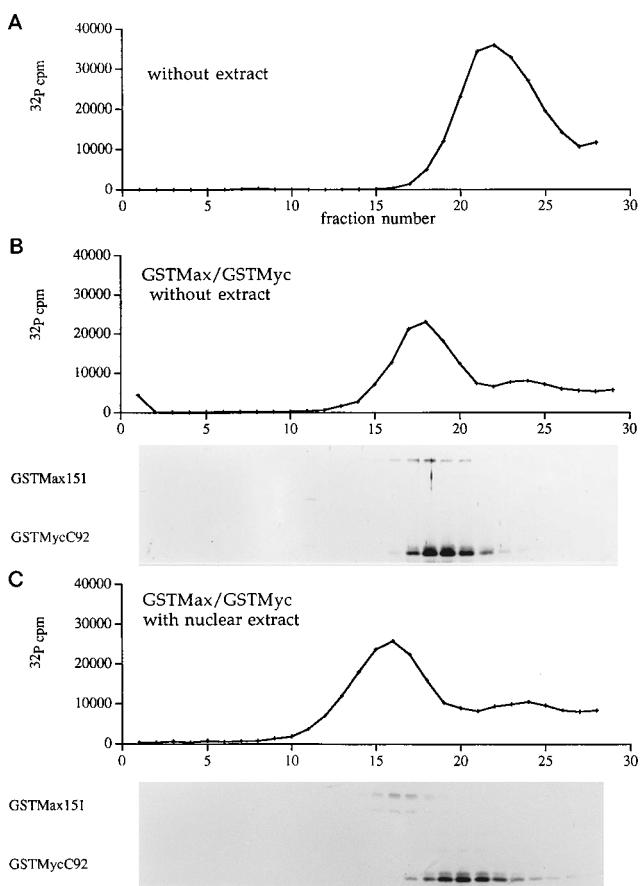 A
40000
30000
20000
10000
0
32P cpm
without extract
0 5 10 15 20 25 30
fraction number
B
40000
30000
20000
10000
0
32P cpm
GSTMax/GSTMyc
without extract
0 5 10 15 20 25 30
GSTMax151
GSTMycC92
C
40000
30000
20000
10000
0
32P cpm
GSTMax/GSTMyc
with nuclear extract
0 5 10 15 20 25 30
GSTMax151
GSTMycC92